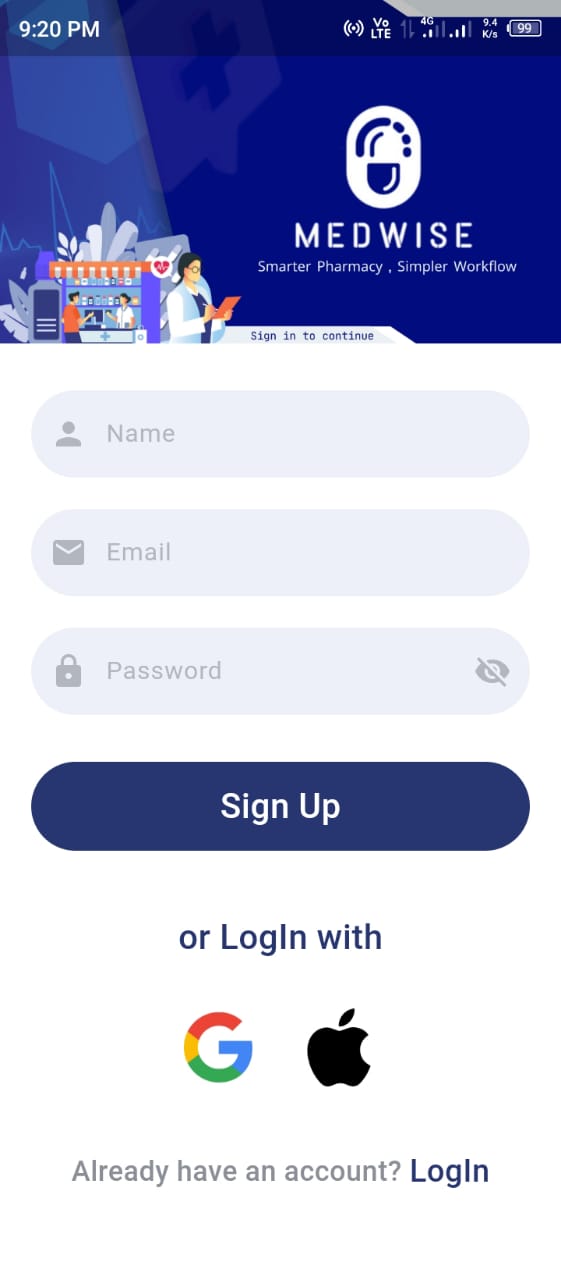 9:20 PM Vo LTE 4G 9.4 K/s 99
MEDWISE
Smarter Pharmacy , Simpler Workflow
Sign in to continue
Name
Email
Password
Sign Up
or LogIn with
Already have an account? LogIn